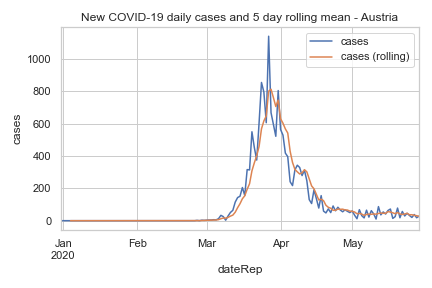 New COVID-19 daily cases and 5 day rolling mean - Austria
cases
cases (rolling)
1000
800
600
400
200
0
cases
Jan
2020
Feb
Mar
Apr
May
dateRep